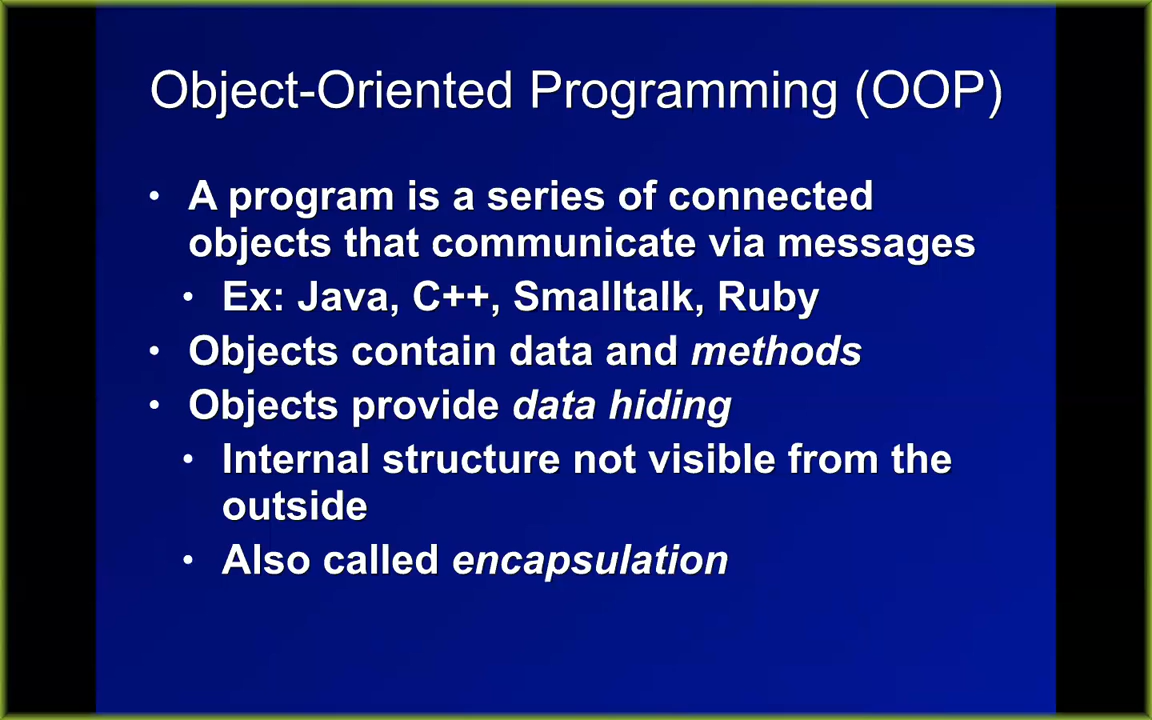 Object-Oriented Programming (OOP)
• A program is a series of connected
objects that communicate via messages
• Ex: Java, C++, Smalltalk, Ruby
• Objects contain data and methods
• Objects provide data hiding
• Internal structure not visible from the
outside
• Also called encapsulation